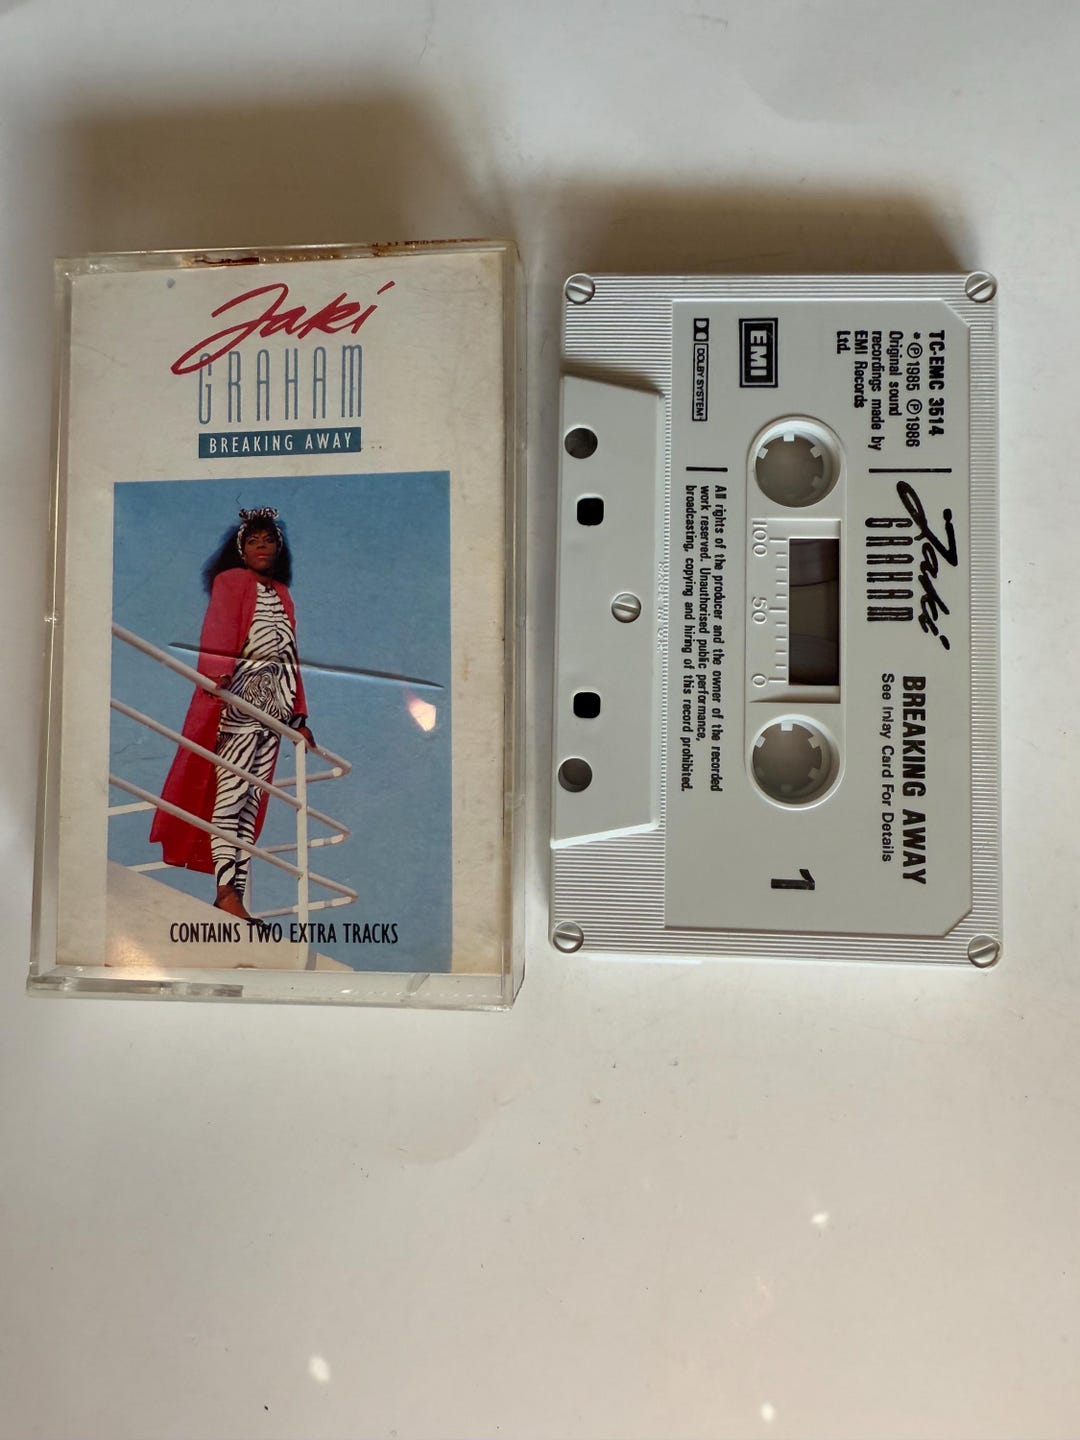 Jaki
GRAHAM
BREAKING AWAY
CONTAINS TWO EXTRA TRACKS
TC-EMC 3514
* ℗1985 ℗1986
Original sound
recordings made by
EMI Records
Ltd.
EMI
DOLBY SYSTEM
Jaki
GRAHAM
BREAKING AWAY
See Inlay Card For Details
1
100 50 0
All rights of the producer and the owner of the recorded
work reserved. Unauthorised public performance,
broadcasting, copying and hiring of this record prohibited.